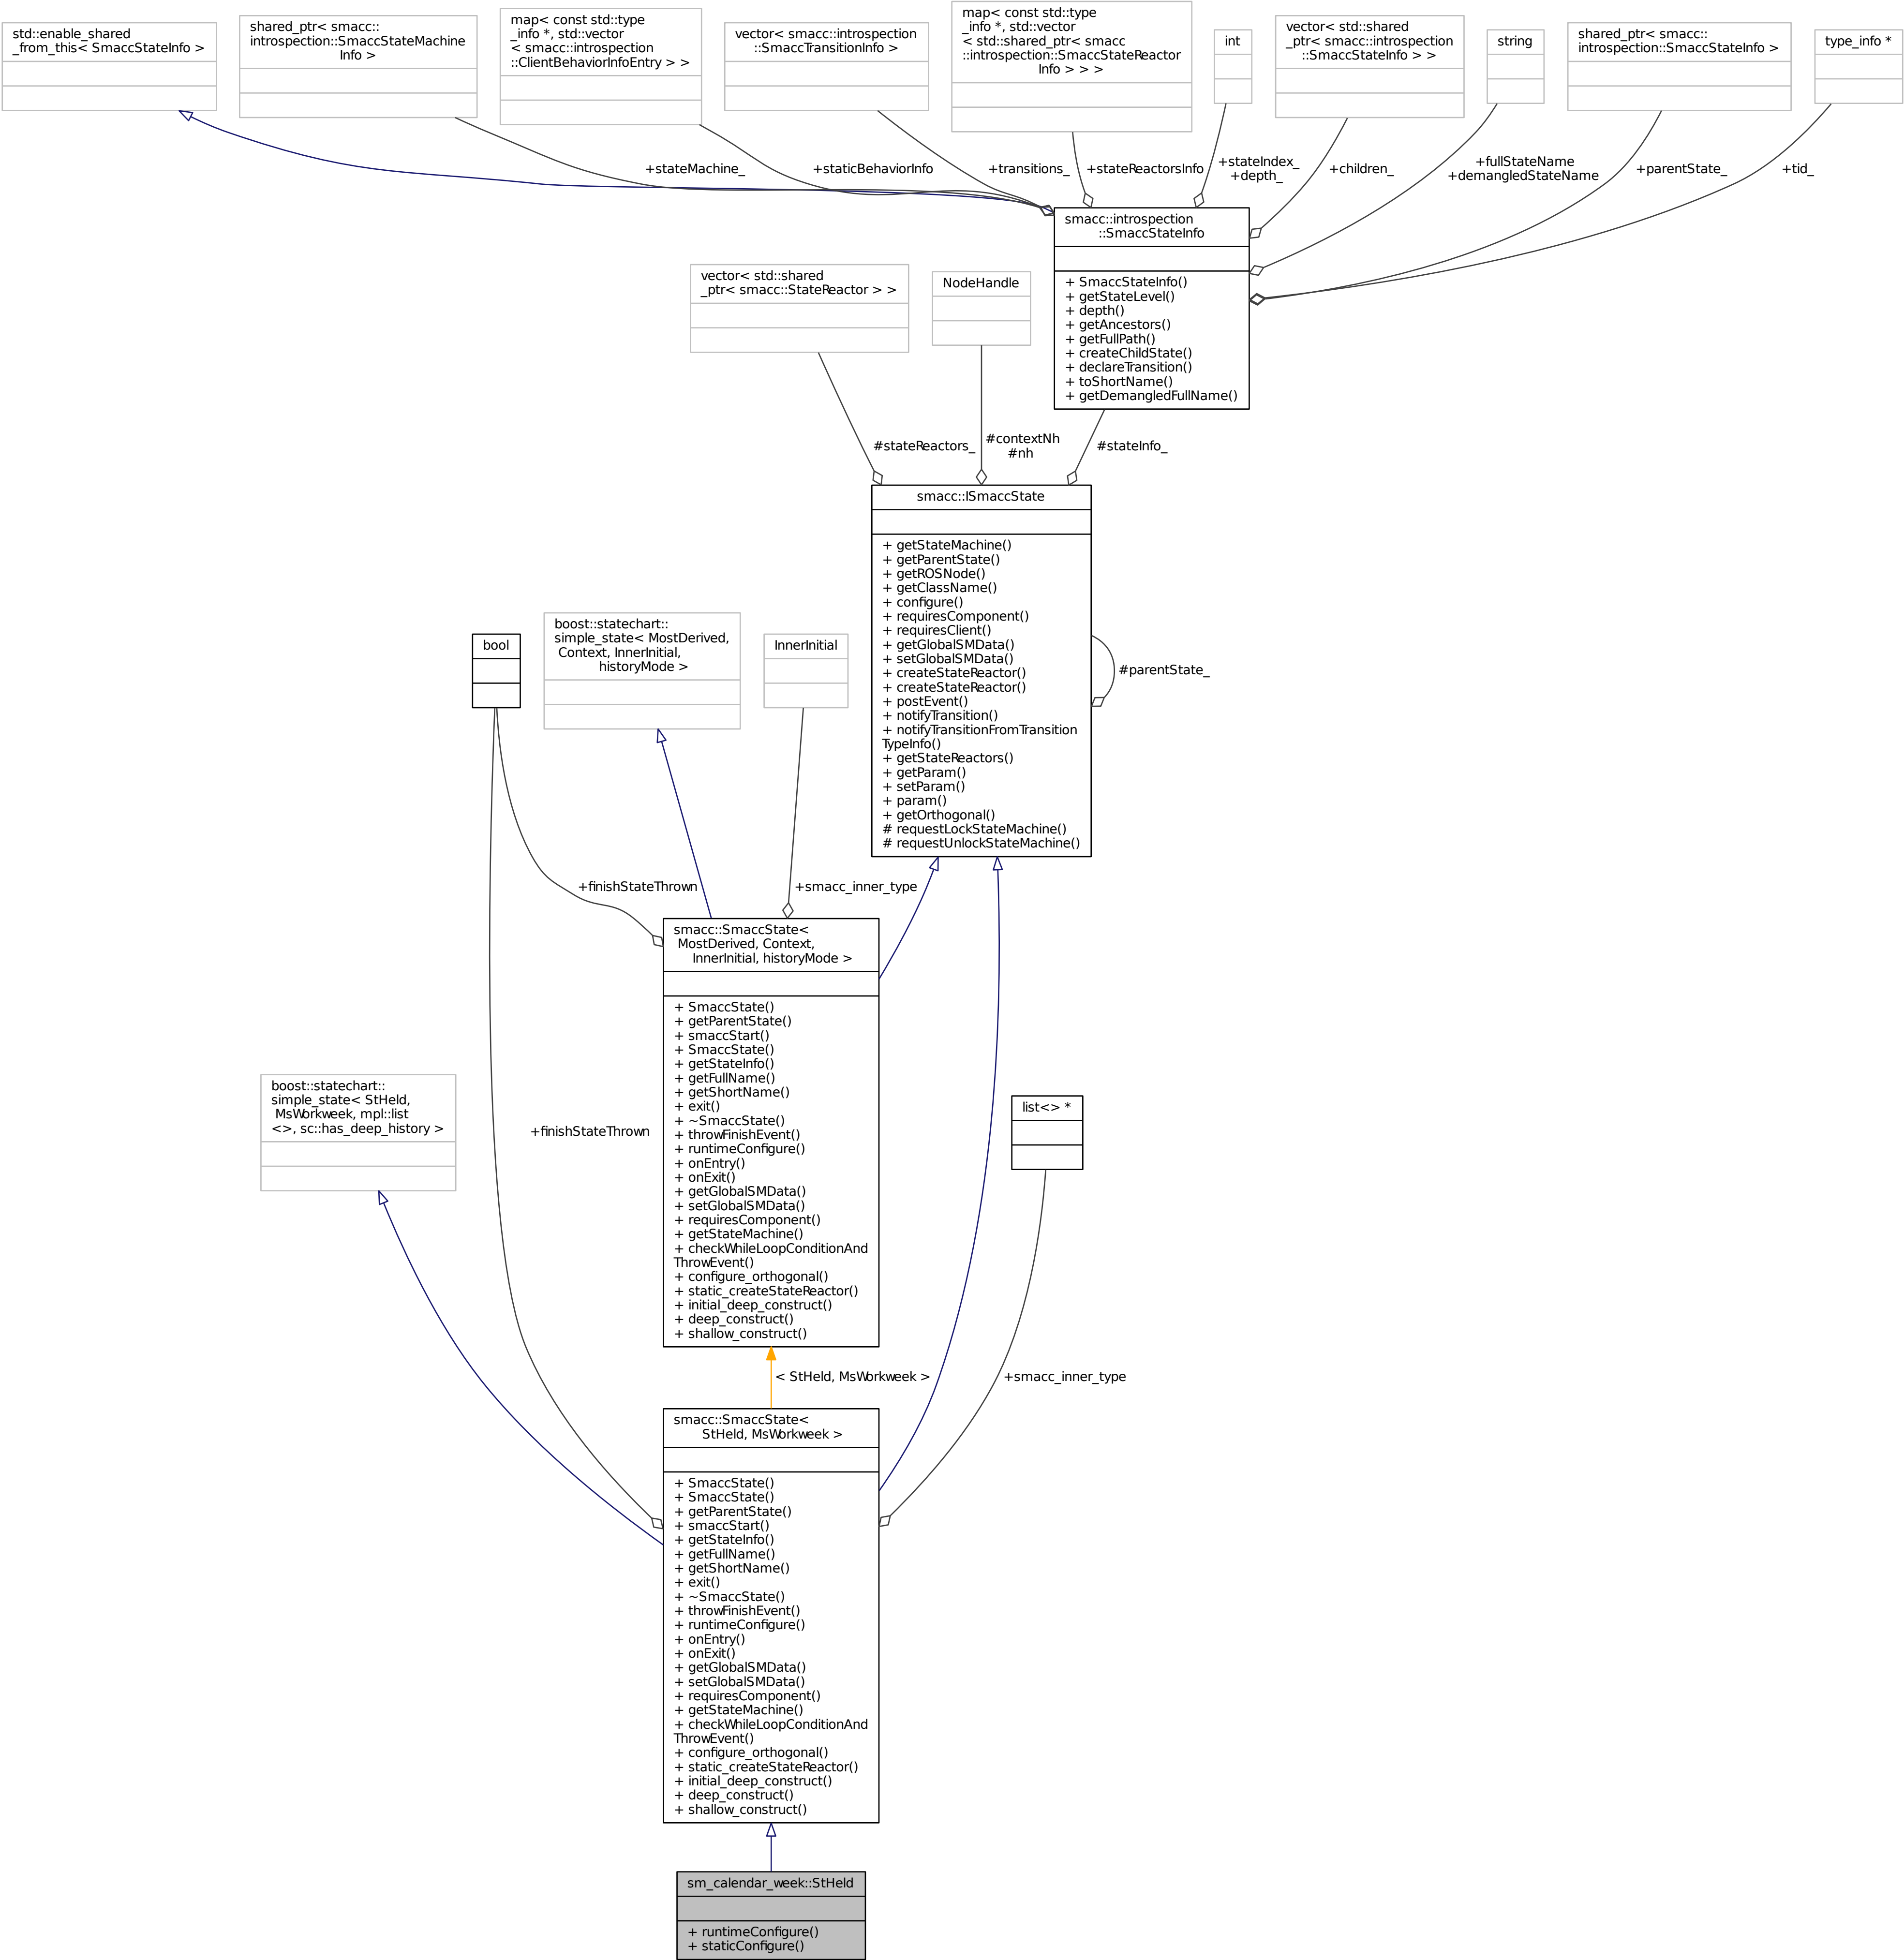 std::enable_shared
_from_this< SmaccStateInfo >
shared_ptr< smacc::
introspection::SmaccStateMachine
Info >
map< const std::type
_info *, std::vector
< smacc::introspection
::ClientBehaviorInfoEntry > >
vector< smacc::introspection
::SmaccTransitionInfo >
map< const std::type
_info *, std::vector
< std::shared_ptr< smacc
::introspection::SmaccStateReactor
Info > > >
int
vector< std::shared
_ptr< smacc::introspection
::SmaccStateInfo > >
string
shared_ptr< smacc::
introspection::SmaccStateInfo >
type_info *
+stateMachine_
+staticBehaviorInfo
+transitions_
+stateReactorsInfo
+stateIndex_
+depth_
+children_
+fullStateName
+demangledStateName
+parentState_
+tid_
smacc::introspection
::SmaccStateInfo
+ SmaccStateInfo()
+ getStateLevel()
+ depth()
+ getAncestors()
+ getFullPath()
+ createChildState()
+ declareTransition()
+ toShortName()
+ getDemangledFullName()
vector< std::shared
_ptr< smacc::StateReactor > >
NodeHandle
#stateReactors_
#contextNh
#nh
#stateInfo_
smacc::ISmaccState
+ getStateMachine()
+ getParentState()
+ getROSNode()
+ getClassName()
+ configure()
+ requiresComponent()
+ requiresClient()
+ getGlobalSMData()
+ setGlobalSMData()
+ createStateReactor()
+ createStateReactor()
+ postEvent()
+ notifyTransition()
+ notifyTransitionFromTransition
TypeInfo()
+ getStateReactors()
+ getParam()
+ setParam()
+ param()
+ getOrthogonal()
# requestLockStateMachine()
# requestUnlockStateMachine()
#parentState_
bool
boost::statechart::
simple_state< MostDerived,
Context, InnerInitial,
historyMode >
InnerInitial
+finishStateThrown
+smacc_inner_type
smacc::SmaccState<
MostDerived, Context,
InnerInitial, historyMode >
+ SmaccState()
+ getParentState()
+ smaccStart()
+ SmaccState()
+ getStateInfo()
+ getFullName()
+ getShortName()
+ exit()
+ ~SmaccState()
+ throwFinishEvent()
+ runtimeConfigure()
+ onEntry()
+ onExit()
+ getGlobalSMData()
+ setGlobalSMData()
+ requiresComponent()
+ getStateMachine()
+ checkWhileLoopConditionAnd
ThrowEvent()
+ configure_orthogonal()
+ static_createStateReactor()
+ initial_deep_construct()
+ deep_construct()
+ shallow_construct()
boost::statechart::
simple_state< StHeld,
MsWorkweek, mpl::list
<>, sc::has_deep_history >
+finishStateThrown
list<> *
< StHeld, MsWorkweek >
+smacc_inner_type
smacc::SmaccState<
StHeld, MsWorkweek >
+ SmaccState()
+ SmaccState()
+ getParentState()
+ smaccStart()
+ getStateInfo()
+ getFullName()
+ getShortName()
+ exit()
+ ~SmaccState()
+ throwFinishEvent()
+ runtimeConfigure()
+ onEntry()
+ onExit()
+ getGlobalSMData()
+ setGlobalSMData()
+ requiresComponent()
+ getStateMachine()
+ checkWhileLoopConditionAnd
ThrowEvent()
+ configure_orthogonal()
+ static_createStateReactor()
+ initial_deep_construct()
+ deep_construct()
+ shallow_construct()
sm_calendar_week::StHeld
+ runtimeConfigure()
+ staticConfigure()